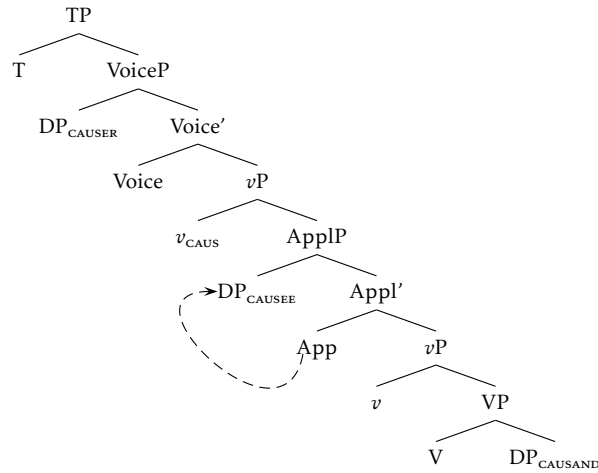 TP
T VoiceP
DPCAUSER Voice’
Voice vP
vCAUS ApplP
DPCAUSEE Appl’
App vP
v VP
V DPCAUSAND